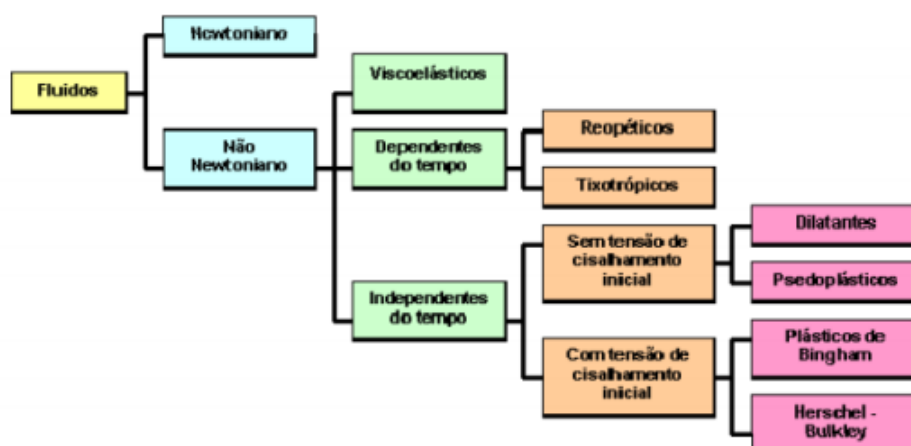 Fluidos
Newtoniano
Não
Newtoniano
Viscoelásticos
Dependentes
do tempo
Independentes
do tempo
Reopéticos
Tixotrópicos
Sem tensão de
cisalhamento
inicial
Com tensão de
cisalhamento
inicial
Dilatantes
Psedoplásticos
Plásticos de
Bingham
Herschel -
Bulkley